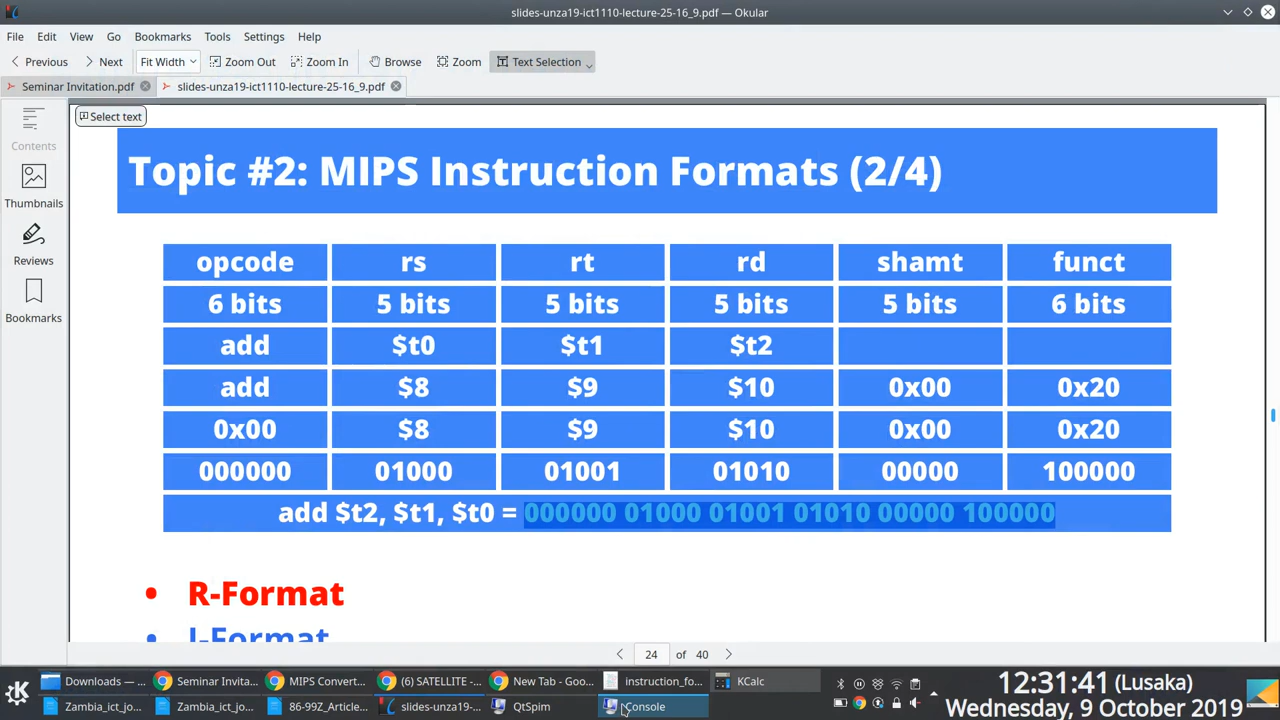 slides-unza19-ict1110-lecture-25-16_9.pdf — Okular
File Edit View Go Bookmarks Tools Settings Help
Previous Next Fit Width Zoom Out Zoom In Browse Zoom Text Selection
Seminar Invitation.pdf slides-unza19-ict1110-lecture-25-16_9.pdf
Select text
Contents
Thumbnails
Reviews
Bookmarks
Topic #2: MIPS Instruction Formats (2/4)
opcode rs rt rd shamt funct
6 bits 5 bits 5 bits 5 bits 5 bits 6 bits
add $t0 $t1 $t2
add $8 $9 $10 0x00 0x20
0x00 $8 $9 $10 0x00 0x20
000000 01000 01001 01010 00000 100000
add $t2, $t1, $t0 = 000000 01000 01001 01010 00000 100000
• R-Format
• I-Format
24 of 40
Downloads — ... Seminar Invita... MIPS Convert... (6) SATELLITE -... New Tab - Goo... instruction_fo... KCalc
Zambia_ict_jo... Zambia_ict_jo... 86-99Z_Article... slides-unza19-... QtSpim Console
12:31:41 (Lusaka)
Wednesday, 9 October 2019